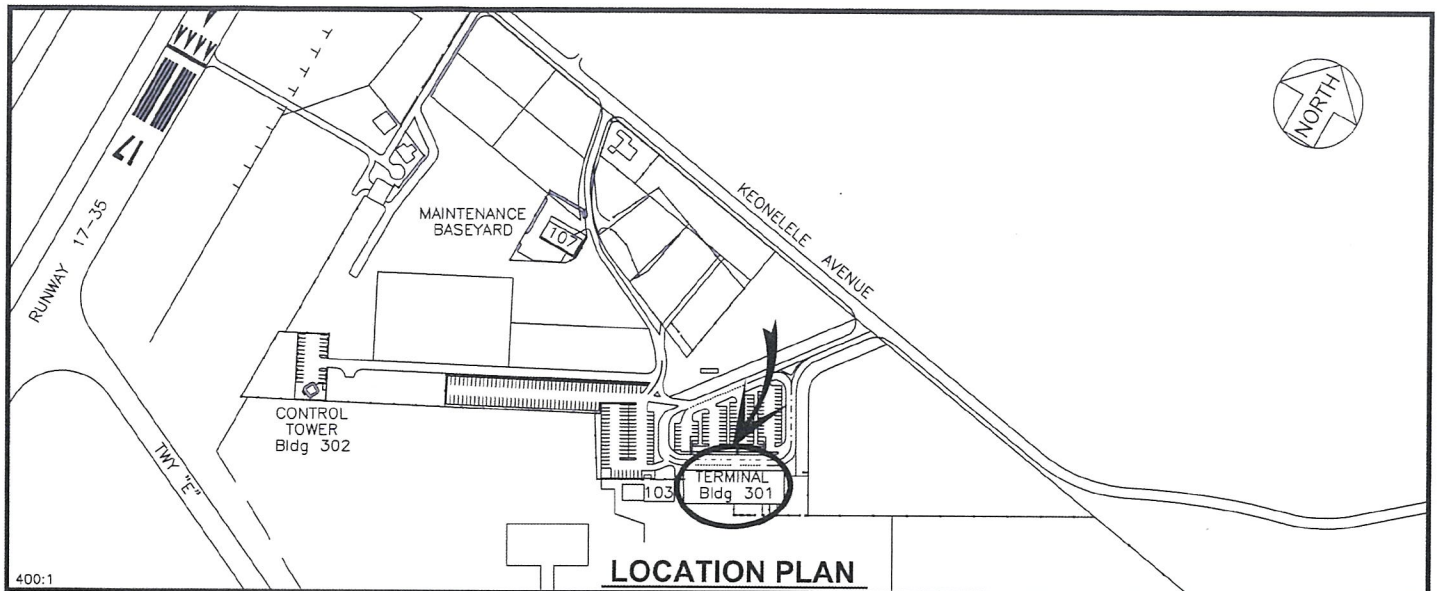 NORTH
17
RUNWAY 17-35
KEONELELE AVENUE
MAINTENANCE
BASEYARD
107
CONTROL
TOWER
Bldg 302
TWY "E"
103
TERMINAL
Bldg 301
400:1
LOCATION PLAN